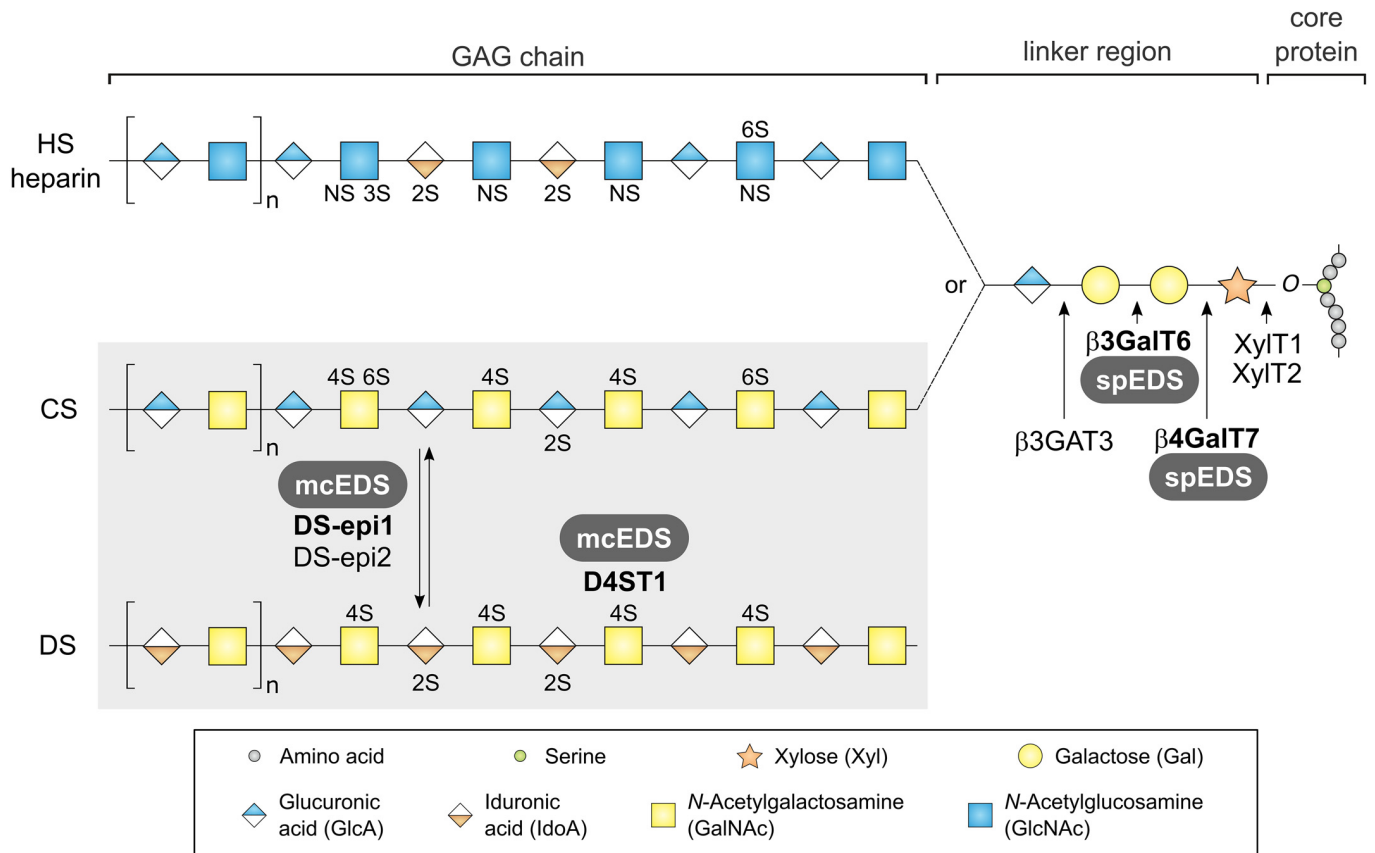 GAG chain
linker region
core
protein
HS
heparin
n
6S
NS 3S
2S
NS
2S
NS
NS
or
O
β3GalT6
spEDS
XylT1
XylT2
β3GAT3
β4GalT7
spEDS
CS
n
4S 6S
4S
4S
6S
2S
mcEDS
DS-epi1
DS-epi2
mcEDS
D4ST1
DS
n
4S
4S
4S
4S
2S
2S
Amino acid
Serine
Xylose (Xyl)
Galactose (Gal)
Glucuronic
acid (GlcA)
Iduronic
acid (IdoA)
N-Acetylgalactosamine
(GalNAc)
N-Acetylglucosamine
(GlcNAc)